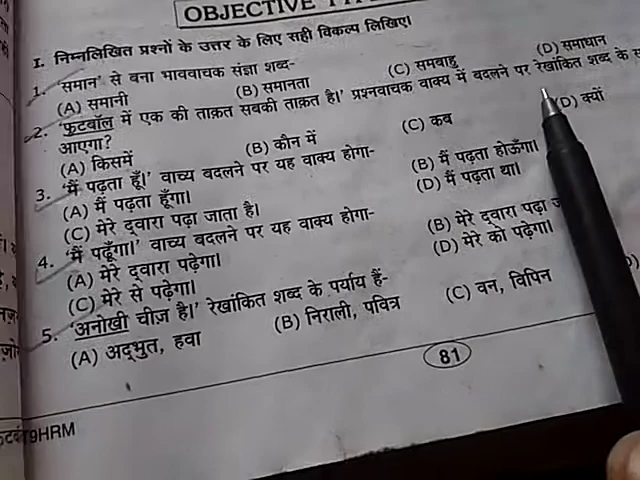 OBJECTIVE
I. निम्नलिखित प्रश्नों के उत्तर के लिए सही विकल्प लिखिए।
1. 'समान' से बना भाववाचक संज्ञा शब्द-
(A) समानी (B) समानता (C) समबाहु (D) समाधान
2. 'फुटबॉल में एक की ताक़त सबकी ताक़त है।' प्रश्नवाचक वाक्य में बदलने पर रेखांकित शब्द के
आएगा?
(A) किसमें (B) कौन में (C) कब (D) क्यों
3. 'मैं पढ़ता हूँ।' वाच्य बदलने पर यह वाक्य होगा-
(A) मैं पढ़ता हूँगा। (B) मैं पढ़ता होऊँगा।
(C) मेरे द्वारा पढ़ा जाता है। (D) मैं पढ़ता था।
4. 'मैं पढ़ूँगा।' वाच्य बदलने पर यह वाक्य होगा-
(A) मेरे द्वारा पढ़ेगा। (B) मेरे द्वारा पढ़ा
(C) मेरे से पढ़ेगा। (D) मेरे को पढ़ेगा।
5. 'अनोखी चीज़ है।' रेखांकित शब्द के पर्याय हैं-
(A) अद्भुत, हवा (B) निराली, पवित्र (C) वन, विपिन
81
9HRM